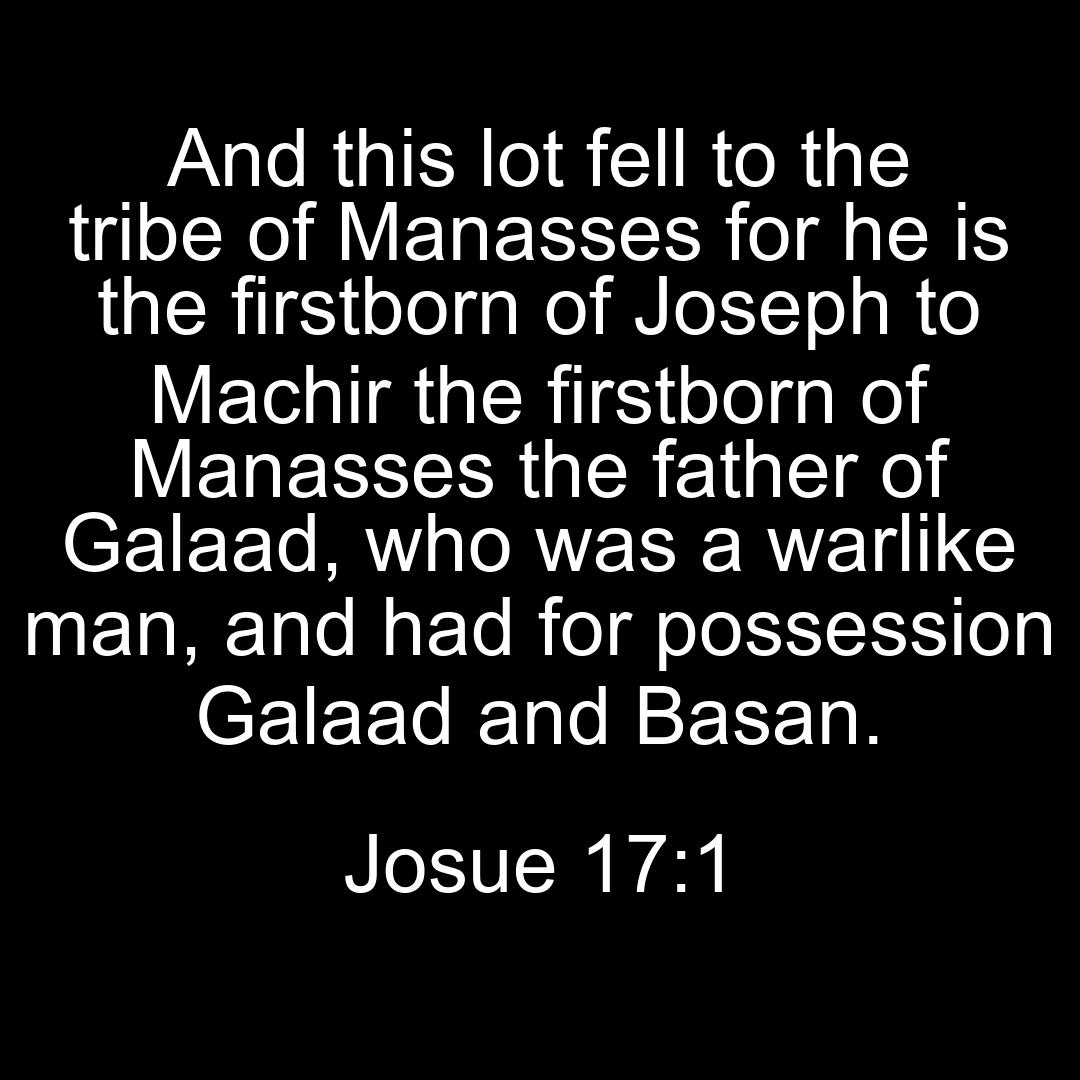 And this lot fell to the
tribe of Manasses for he is
the firstborn of Joseph to
Machir the firstborn of
Manasses the father of
Galaad, who was a warlike
man, and had for possession
Galaad and Basan.
Josue 17:1